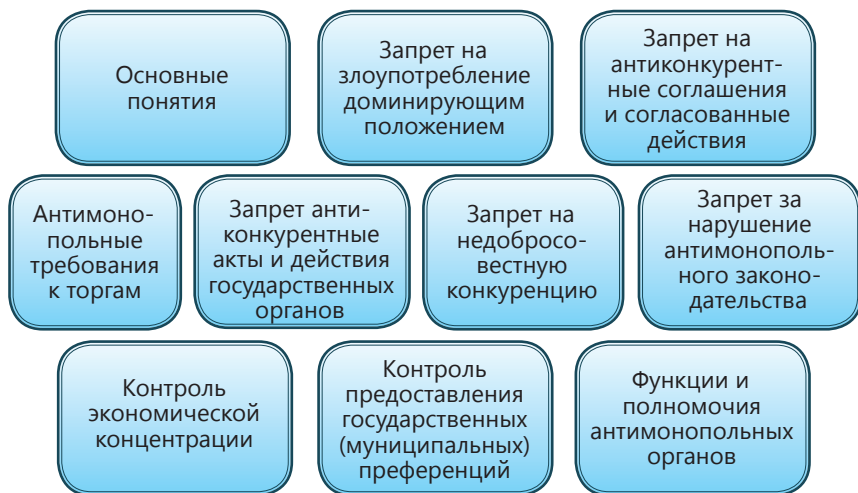 Основные
понятия
Запрет на
злоупотребление
доминирующим
положением
Запрет на
антиконкурент-
ные соглашения
и согласованные
действия
Антимоно-
польные
требования
к торгам
Запрет анти-
конкурентные
акты и действия
государственных
органов
Запрет на
недобросо-
вестную
конкуренцию
Запрет за
нарушение
антимонополь-
ного законо-
дательства
Контроль
экономической
концентрации
Контроль
предоставления
государственных
(муниципальных)
преференций
Функции и
полномочия
антимонопольных
органов